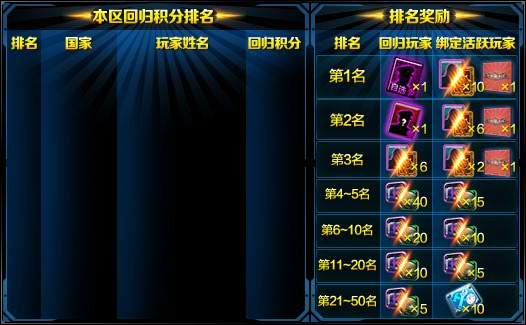 本区回归积分排名
排名 国家 玩家姓名 回归积分
排名奖励
排名 回归玩家 绑定活跃玩家
第1名 自选 ×1 ×10 ×1
第2名 ? ×1 ×6 ×1
第3名 ×6 ×2 ×1
第4~5名 ×40 ×15
第6~10名 ×20 ×10
第11~20名 ×10 ×5
第21~50名 ×5 ×10